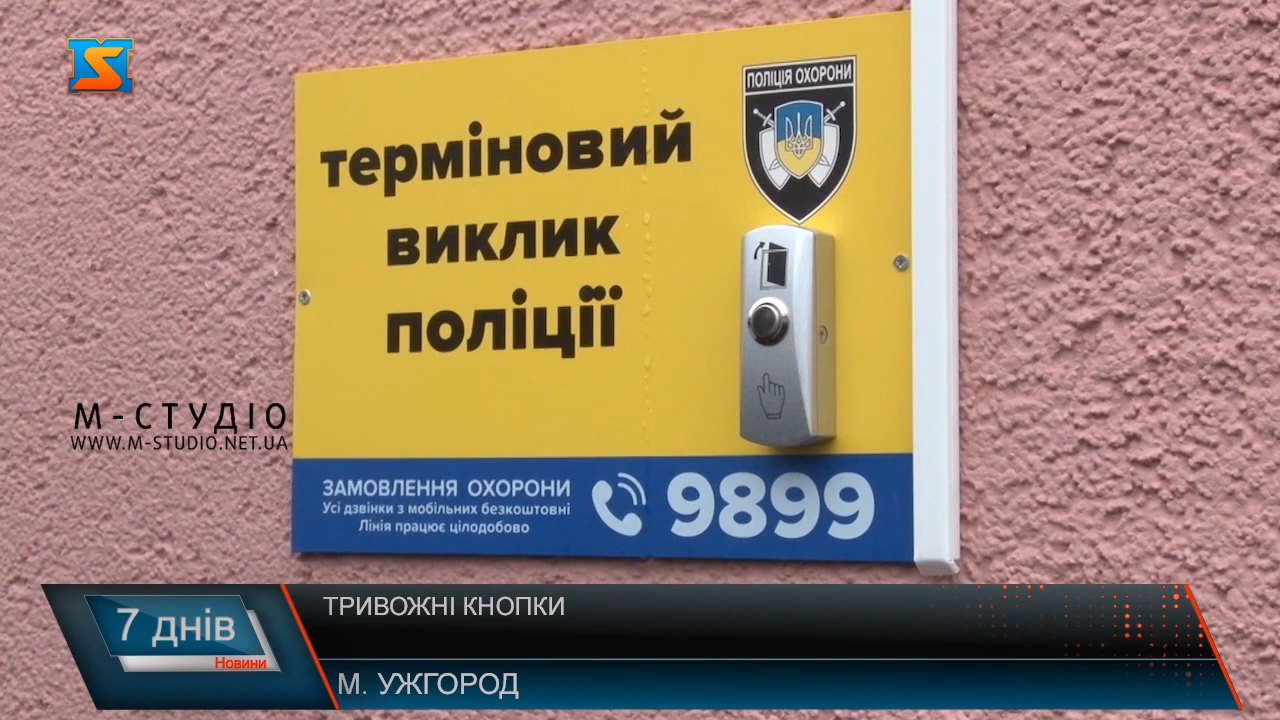 ПОЛІЦІЯ ОХОРОНИ
терміновий
виклик
поліції
М-СТУДІО
WWW.M-STUDIO.NET.UA
ЗАМОВЛЕННЯ ОХОРОНИ
Усі дзвінки з мобільних безкоштовні
Лінія працює цілодобово
9899
7 днів
Новини
ТРИВОЖНІ КНОПКИ
М. УЖГОРОД